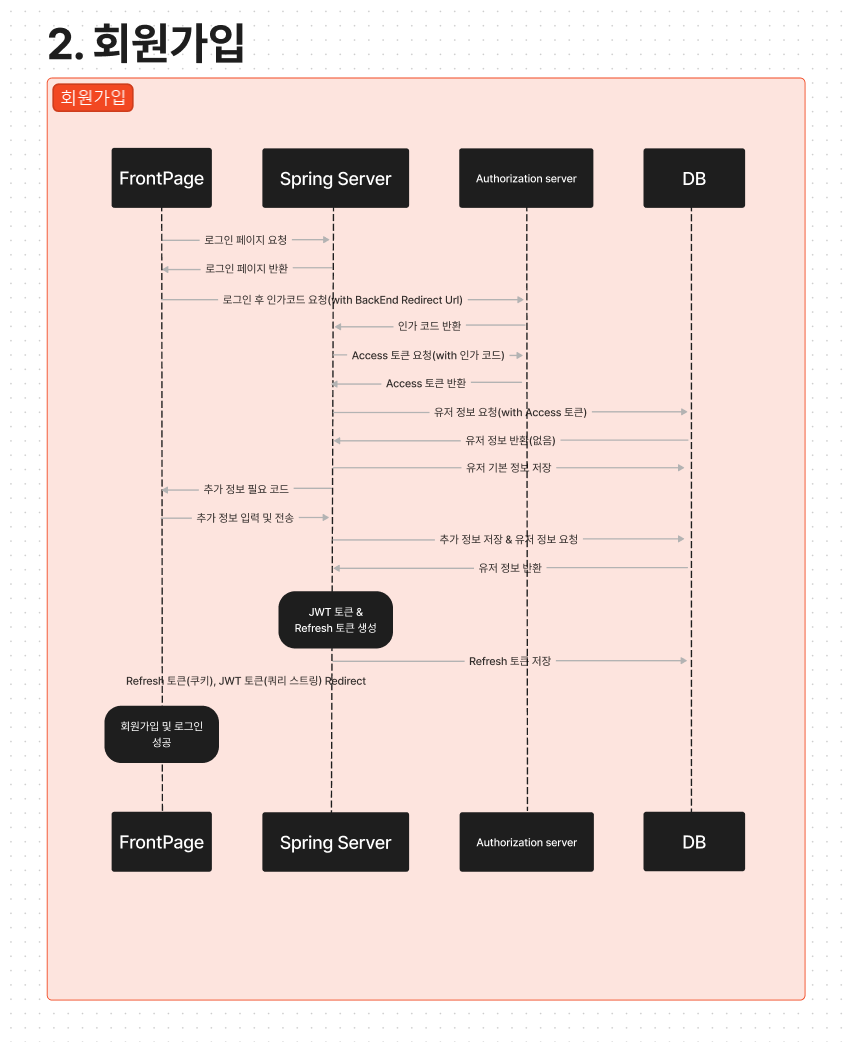 2. 회원가입
회원가입
FrontPage
Spring Server
Authorization server
DB
로그인 페이지 요청
로그인 페이지 반환
로그인 후 인가코드 요청(with BackEnd Redirect Url)
인가 코드 반환
Access 토큰 요청(with 인가 코드)
Access 토큰 반환
유저 정보 요청(with Access 토큰)
유저 정보 반환(없음)
유저 기본 정보 저장
추가 정보 필요 코드
추가 정보 입력 및 전송
추가 정보 저장 & 유저 정보 요청
유저 정보 반환
JWT 토큰 &
Refresh 토큰 생성
Refresh 토큰 저장
Refresh 토큰(쿠키), JWT 토큰(쿼리 스트링) Redirect
회원가입 및 로그인
성공
FrontPage
Spring Server
Authorization server
DB